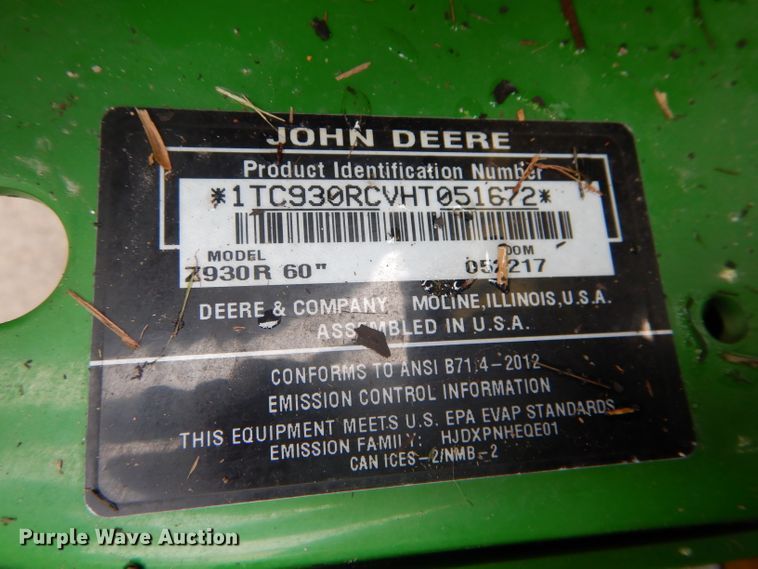 JOHN DEERE
Product Identification Number
*1TC930RCVHT051672*
MODEL DOM
Z930R 60" 052217
DEERE & COMPANY MOLINE, ILLINOIS, U.S.A.
ASSEMBLED IN U.S.A.
CONFORMS TO ANSI B71.4-2012
EMISSION CONTROL INFORMATION
THIS EQUIPMENT MEETS U.S. EPA EVAP STANDARDS
EMISSION FAMILY: HJDXPNHEQE01
CAN ICES-2/NMB-2
Purple Wave Auction